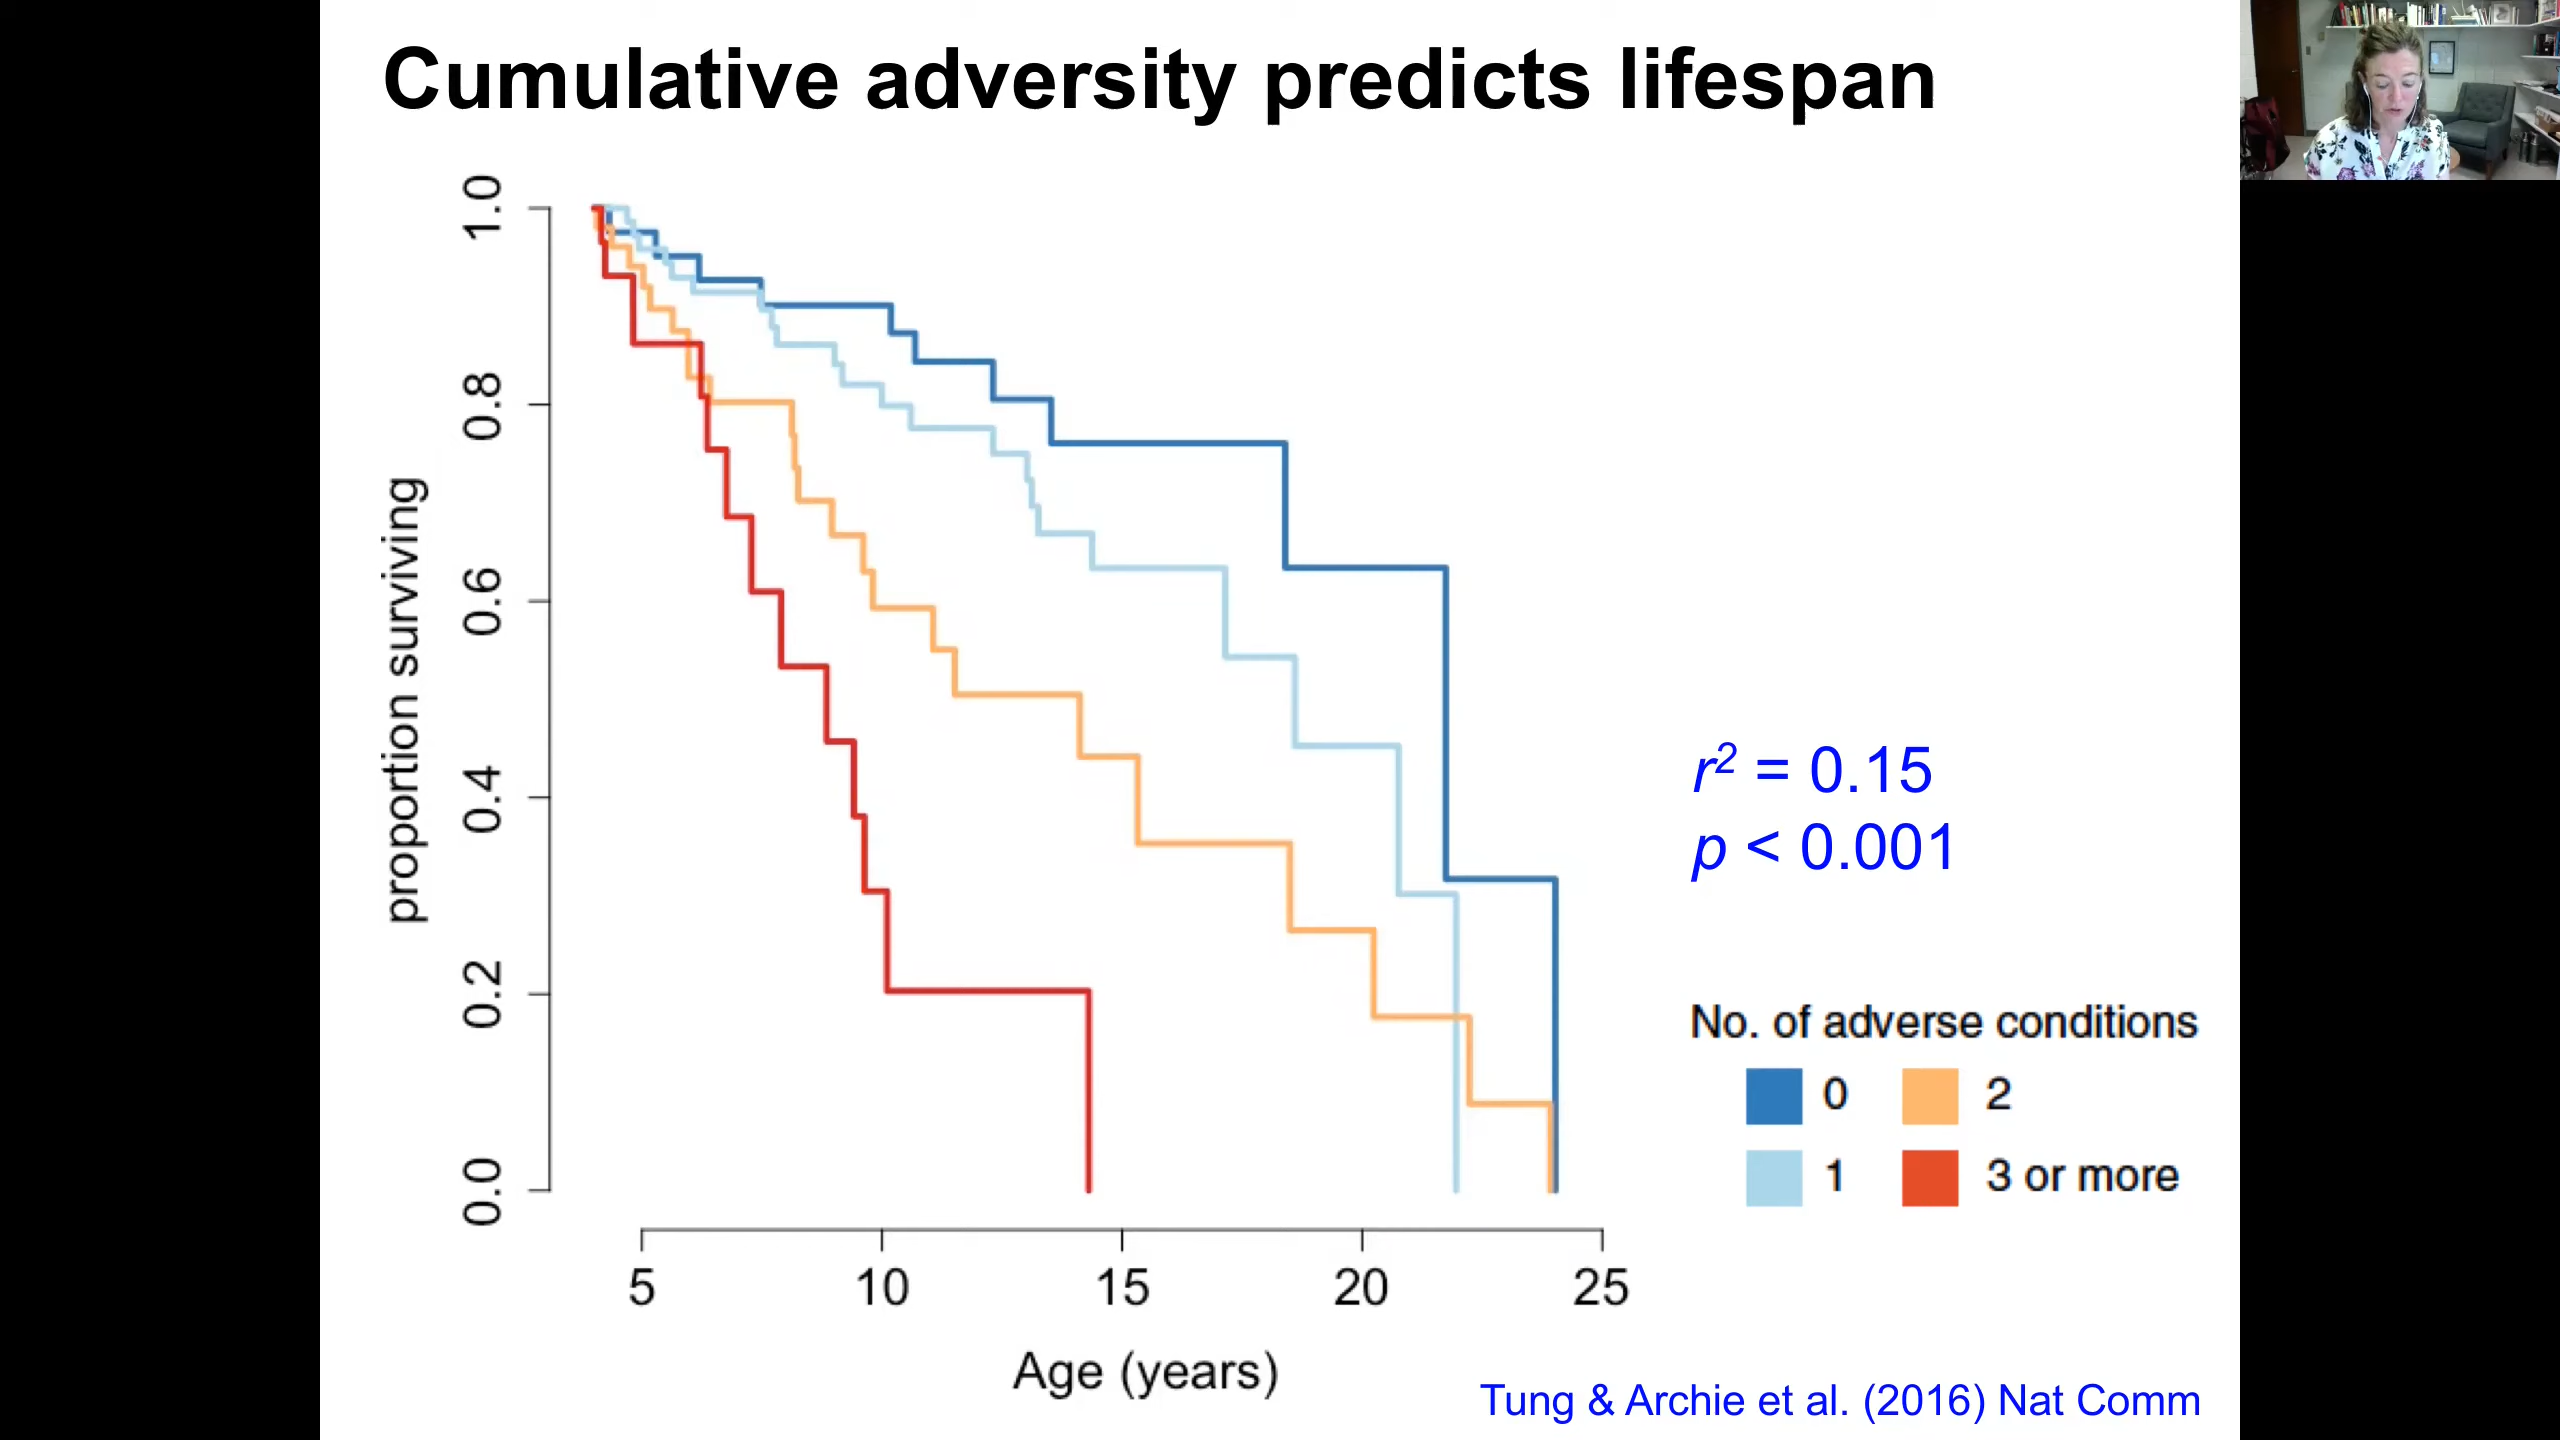 Cumulative adversity predicts lifespan
proportion surviving
1.0
0.8
0.6
0.4
0.2
0.0
5 10 15 20 25
Age (years)
r² = 0.15
p < 0.001
No. of adverse conditions
0 2
1 3 or more
Tung & Archie et al. (2016) Nat Comm